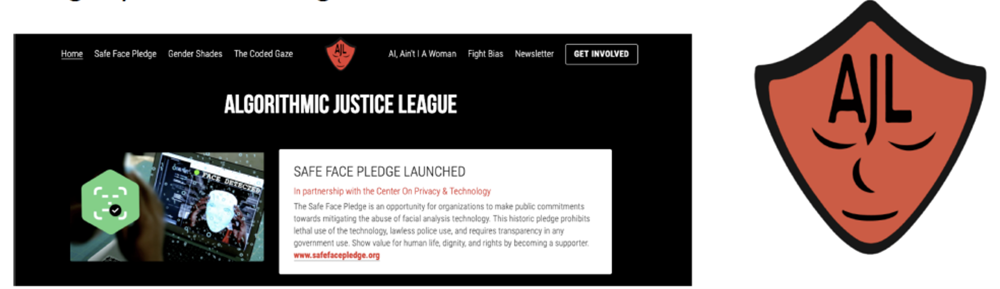 Home Safe Face Pledge Gender Shades The Coded Gaze AJL AI, Ain't I A Woman Fight Bias Newsletter GET INVOLVED
ALGORITHMIC JUSTICE LEAGUE
FACE DETECTED
SAFE FACE PLEDGE LAUNCHED
In partnership with the Center On Privacy & Technology
The Safe Face Pledge is an opportunity for organizations to make public commitments
towards mitigating the abuse of facial analysis technology. This historic pledge prohibits
lethal use of the technology, lawless police use, and requires transparency in any
government use. Show value for human life, dignity, and rights by becoming a supporter.
www.safefacepledge.org
AJL